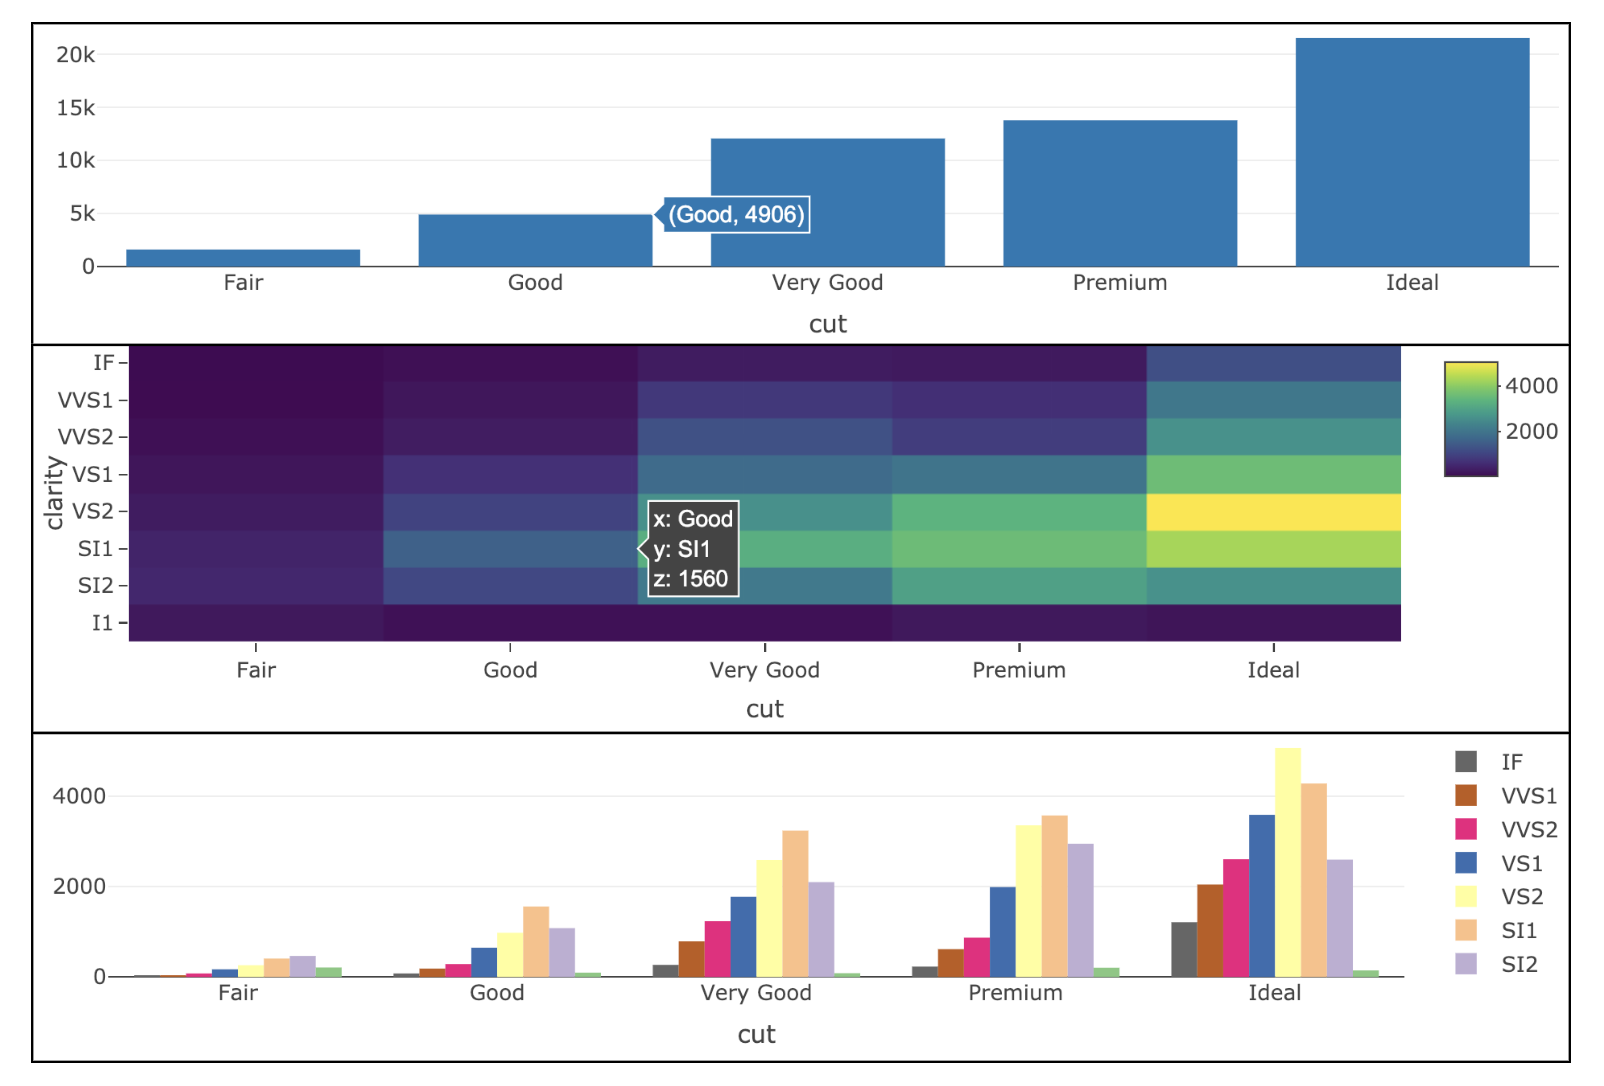 20k
15k
10k
5k
0
(Good, 4906)
Fair Good Very Good Premium Ideal
cut
IF
VVS1
VVS2
VS1
VS2
SI1
SI2
I1
clarity
x: Good
y: SI1
z: 1560
4000
2000
Fair Good Very Good Premium Ideal
cut
4000
2000
0
Fair Good Very Good Premium Ideal
cut
IF
VVS1
VVS2
VS1
VS2
SI1
SI2